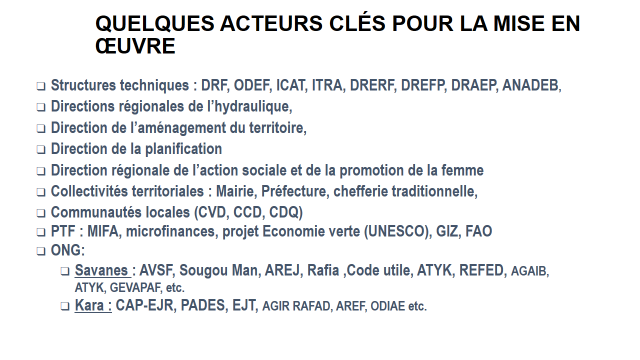 QUELQUES ACTEURS CLÉS POUR LA MISE EN
ŒUVRE
❑ Structures techniques : DRF, ODEF, ICAT, ITRA, DRERF, DREFP, DRAEP, ANADEB,
❑ Directions régionales de l’hydraulique,
❑ Direction de l’aménagement du territoire,
❑ Direction de la planification
❑ Direction régionale de l’action sociale et de la promotion de la femme
❑ Collectivités territoriales : Mairie, Préfecture, chefferie traditionnelle,
❑ Communautés locales (CVD, CCD, CDQ)
❑ PTF : MIFA, microfinances, projet Economie verte (UNESCO), GIZ, FAO
❑ ONG:
❑ Savanes : AVSF, Sougou Man, AREJ, Rafia ,Code utile, ATYK, REFED, AGAIB,
ATYK, GEVAPAF, etc.
❑ Kara : CAP-EJR, PADES, EJT, AGIR RAFAD, AREF, ODIAE etc.